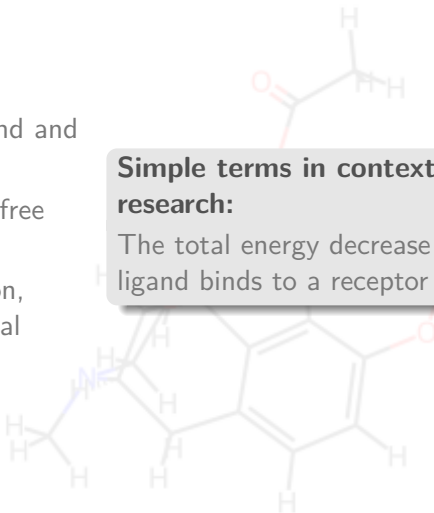 nd and
free
on,
al
Simple terms in context
research:
The total energy decrease
ligand binds to a receptor
O
H
H
H
O
H
H
H
N
H
H
H
H
H
H
H